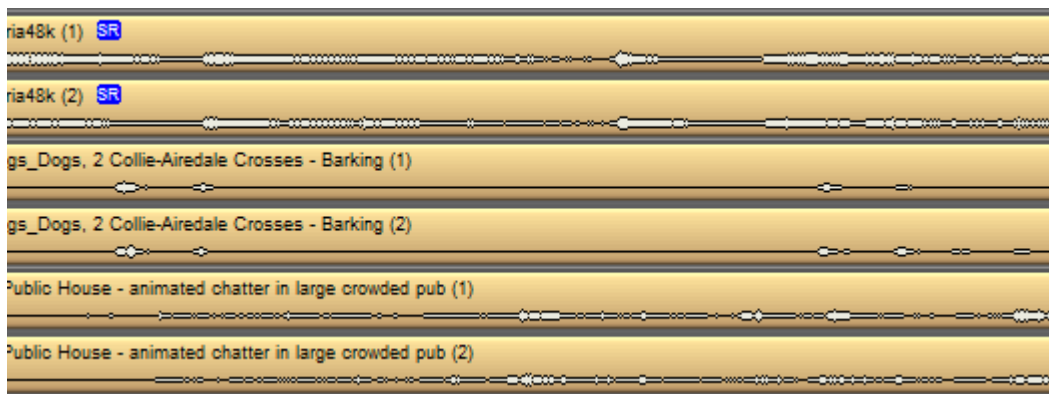 ria48k (1) SR
ria48k (2) SR
gs_Dogs, 2 Collie-Airedale Crosses - Barking (1)
gs_Dogs, 2 Collie-Airedale Crosses - Barking (2)
Public House - animated chatter in large crowded pub (1)
Public House - animated chatter in large crowded pub (2)